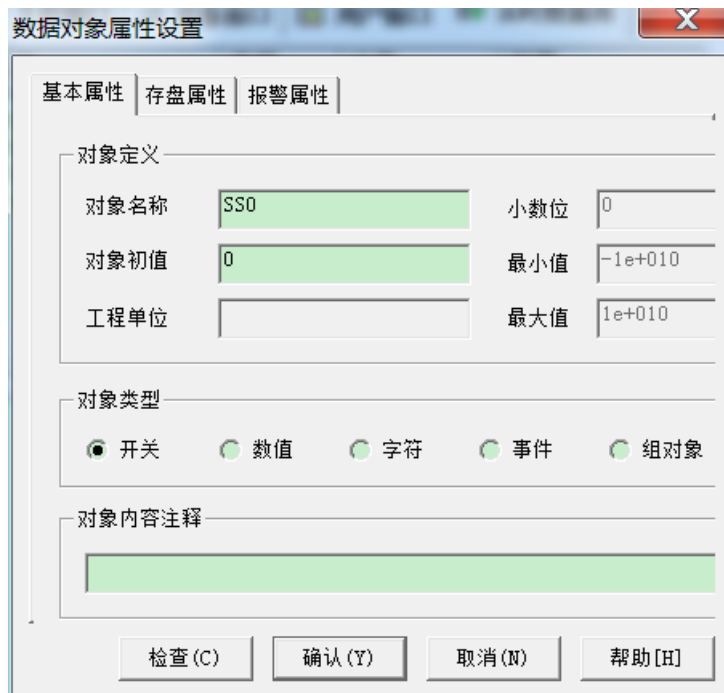 数据对象属性设置
基本属性 存盘属性 报警属性
对象定义
对象名称 SS0 小数位 0
对象初值 0 最小值 -1e+010
工程单位 最大值 1e+010
对象类型
开关 数值 字符 事件 组对象
对象内容注释
检查(C) 确认(Y) 取消(N) 帮助[H]